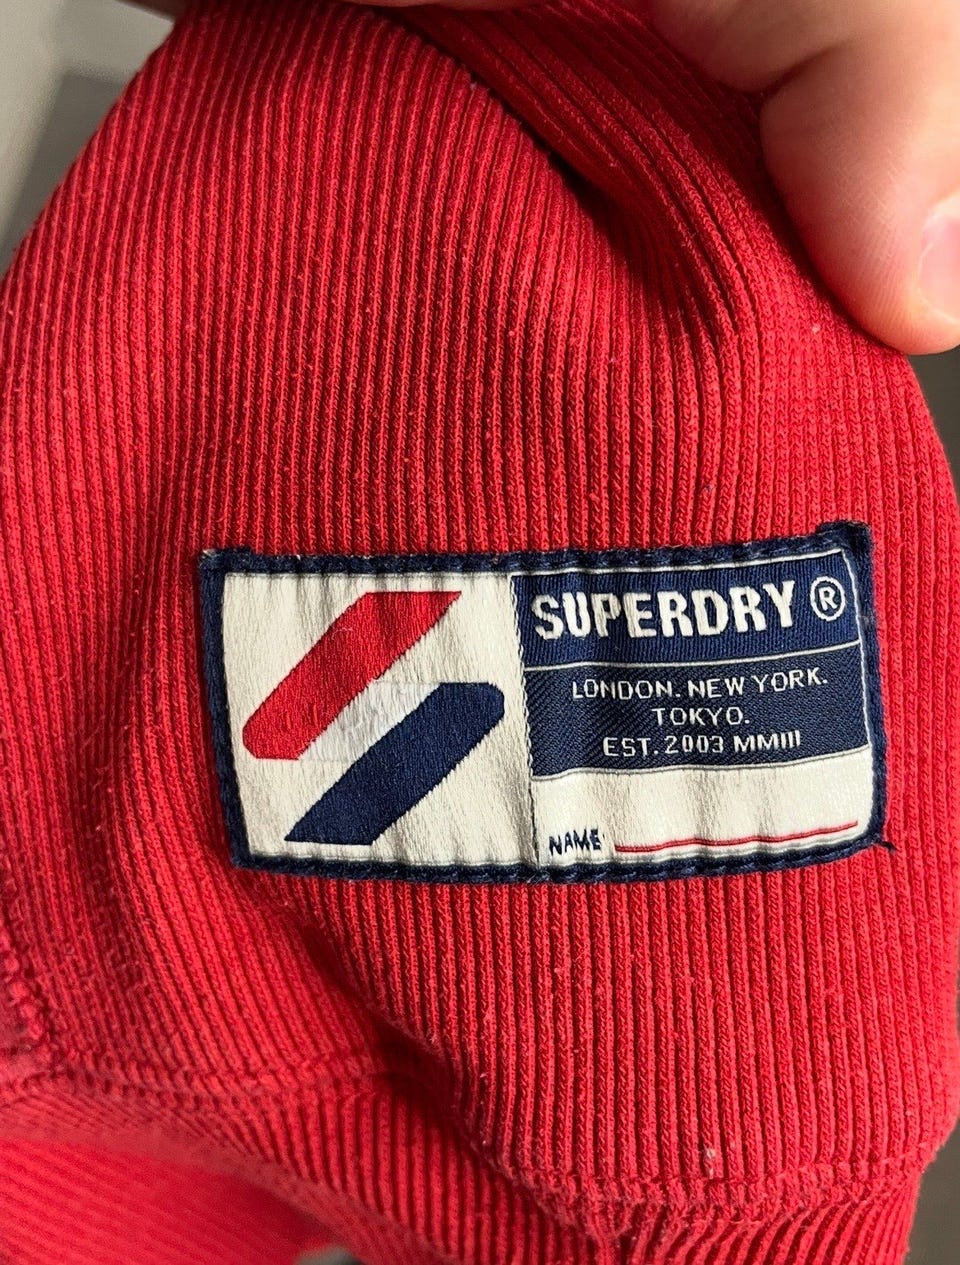 SUPERDRY ®
LONDON. NEW YORK.
TOKYO.
EST. 2003 MMIII
NAME